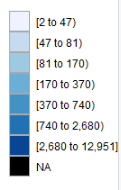 [2 to 47)
[47 to 81)
[81 to 170)
[170 to 370)
[370 to 740)
[740 to 2,680)
[2,680 to 12,951]
NA